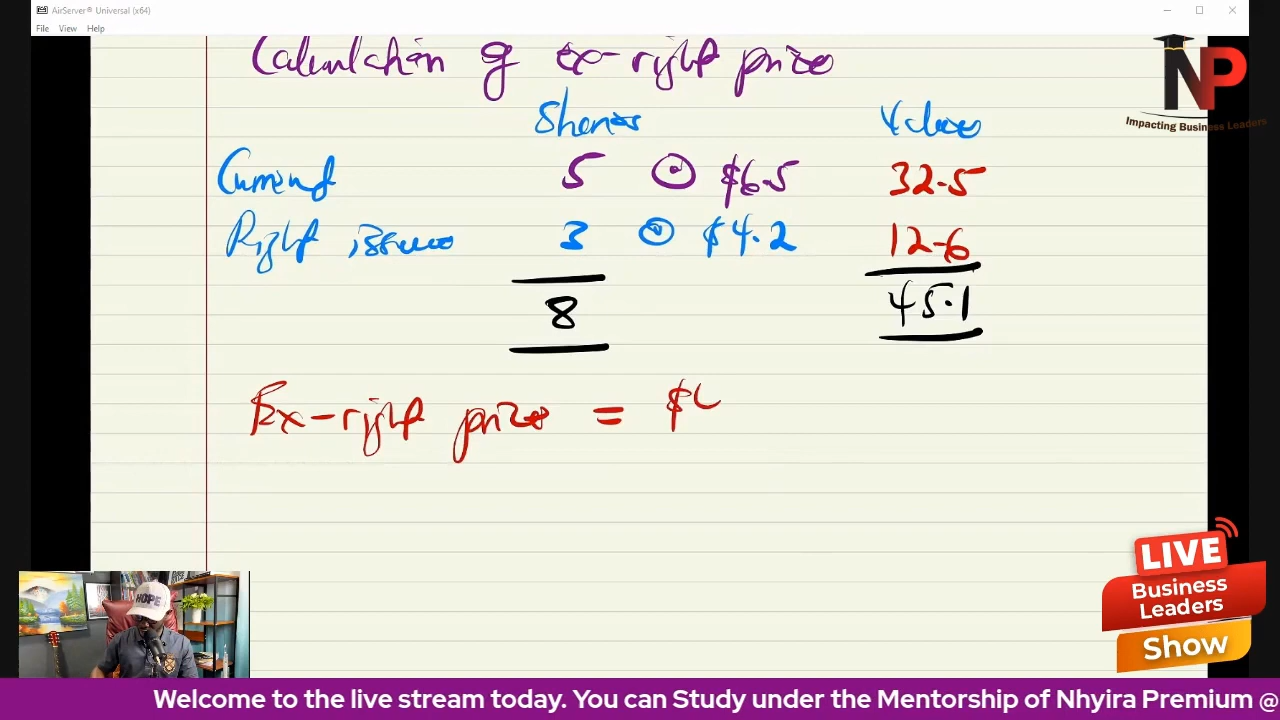 AirServer® Universal (x64)
File View Help
Calculation of ex-right price
Shares Value
Current 5 @ $6.5 32.5
Right issue 3 @ $4.2 12.6
8 45.1
Ex-right price = $
NP
Impacting Business Leaders
HOPE
LIVE
Business
Leaders
Show
Welcome to the live stream today. You can Study under the Mentorship of Nhyira Premium @